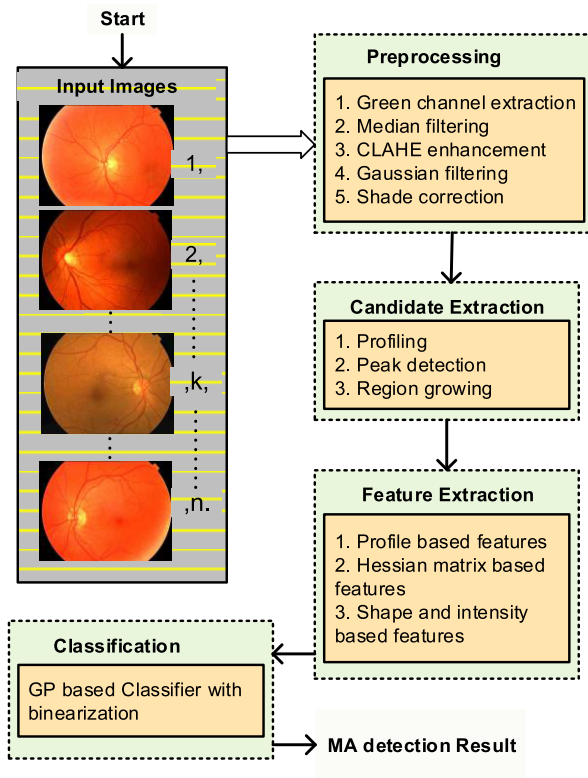 Start
Input Images
1,
2,
,k,
,n.
Preprocessing
1. Green channel extraction
2. Median filtering
3. CLAHE enhancement
4. Gaussian filtering
5. Shade correction
Candidate Extraction
1. Profiling
2. Peak detection
3. Region growing
Feature Extraction
1. Profile based features
2. Hessian matrix based
features
3. Shape and intensity
based features
Classification
GP based Classifier with
binearization
MA detection Result